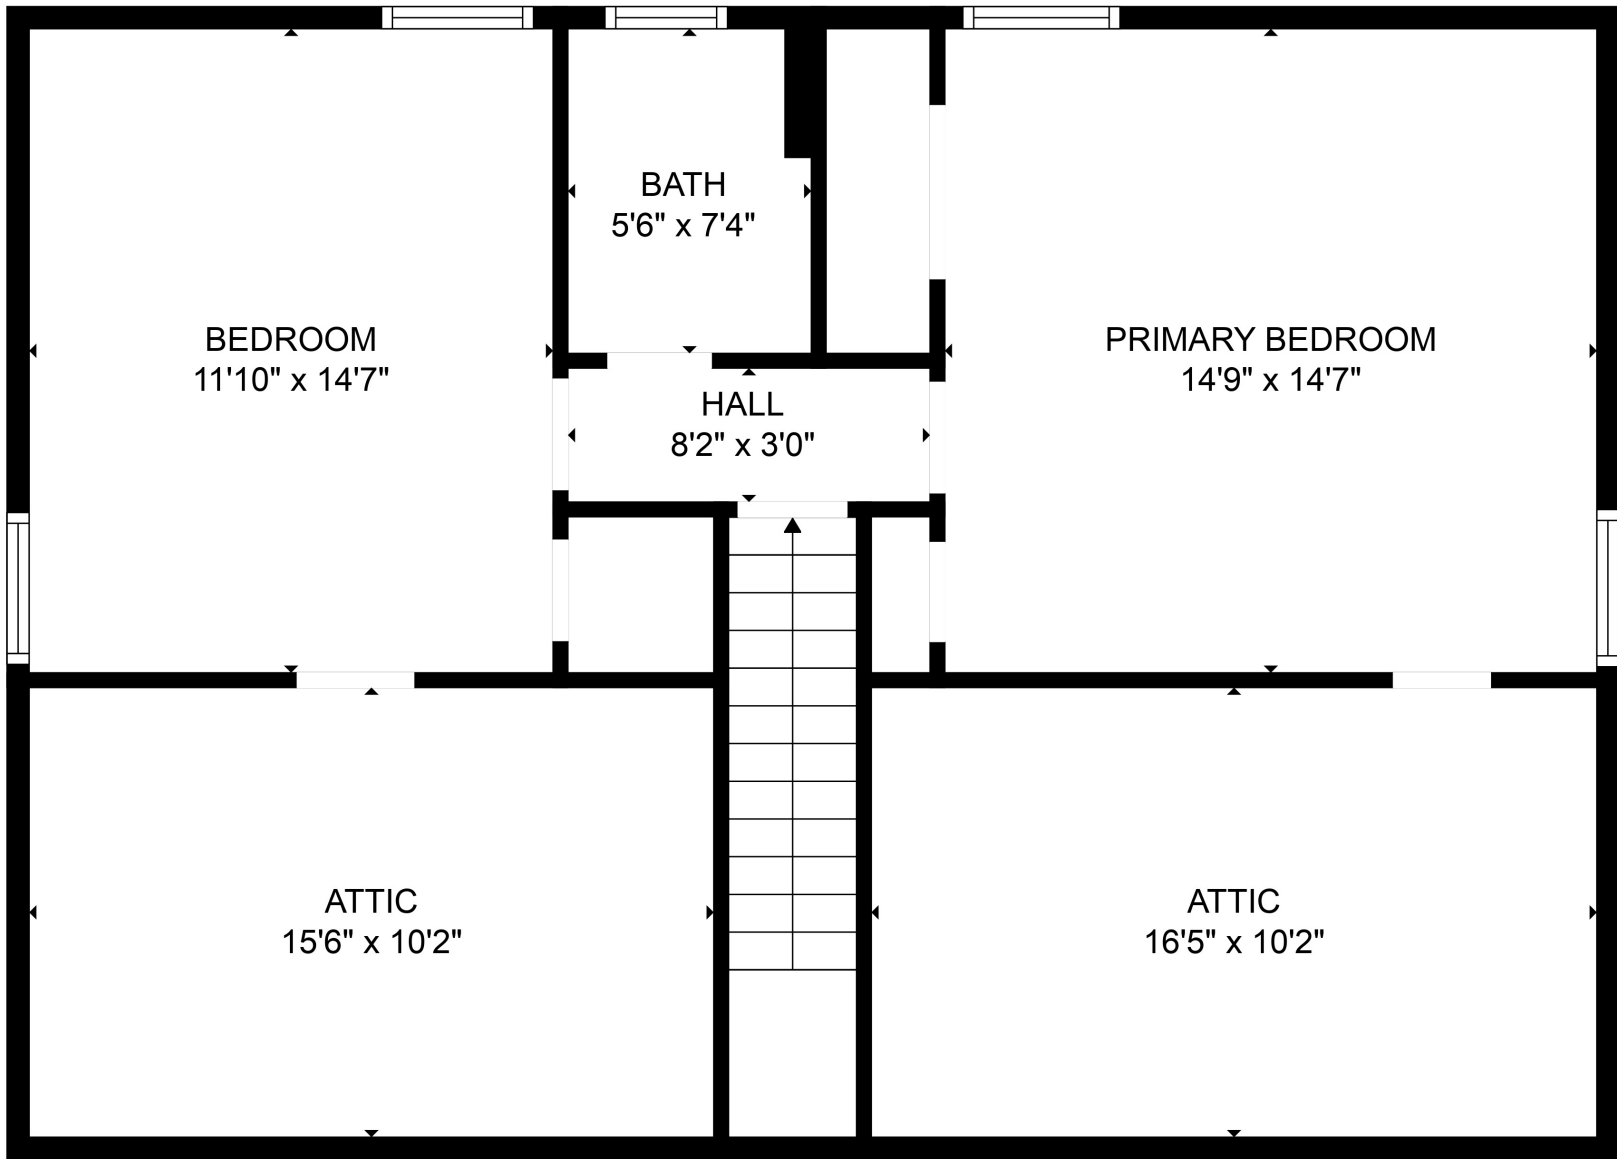 BATH
5'6" x 7'4"
BEDROOM
11'10" x 14'7"
PRIMARY BEDROOM
14'9" x 14'7"
HALL
8'2" x 3'0"
ATTIC
15'6" x 10'2"
ATTIC
16'5" x 10'2"